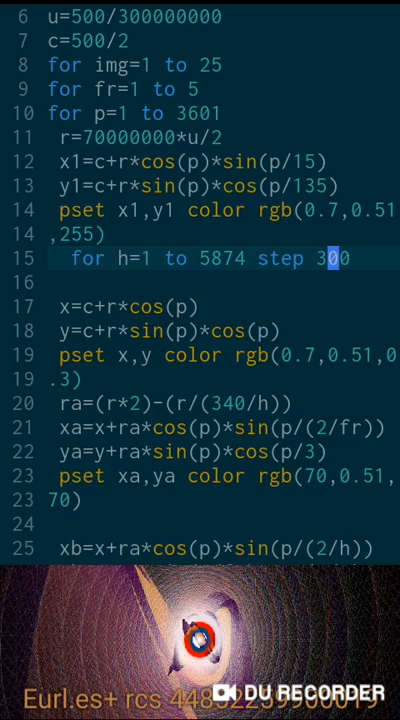 6 u=500/300000000
7 c=500/2
8 for img=1 to 25
9 for fr=1 to 5
10 for p=1 to 3601
11 r=70000000*u/2
12 x1=c+r*cos(p)*sin(p/15)
13 y1=c+r*sin(p)*cos(p/135)
14 pset x1,y1 color rgb(0.7,0.51
14 ,255)
15 for h=1 to 5874 step 300
16
17 x=c+r*cos(p)
18 y=c+r*sin(p)*cos(p)
19 pset x,y color rgb(0.7,0.51,0
19 .3)
20 ra=(r*2)-(r/(340/h))
21 xa=x+ra*cos(p)*sin(p/(2/fr))
22 ya=y+ra*sin(p)*cos(p/3)
23 pset xa,ya color rgb(70,0.51,
23 70)
24
25 xb=x+ra*cos(p)*sin(p/(2/h))
Eurl.es+ rcs
DU RECORDER